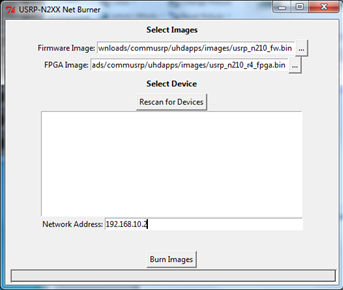 USRP-N2XX Net Burner
Select Images
Firmware Image: wnloads/commusrp/uhdapps/images/usrp_n210_fw.bin ...
FPGA Image: ads/commusrp/uhdapps/images/usrp_n210_r4_fpga.bin ...
Select Device
Rescan for Devices
Network Address: 192.168.10.2
Burn Images